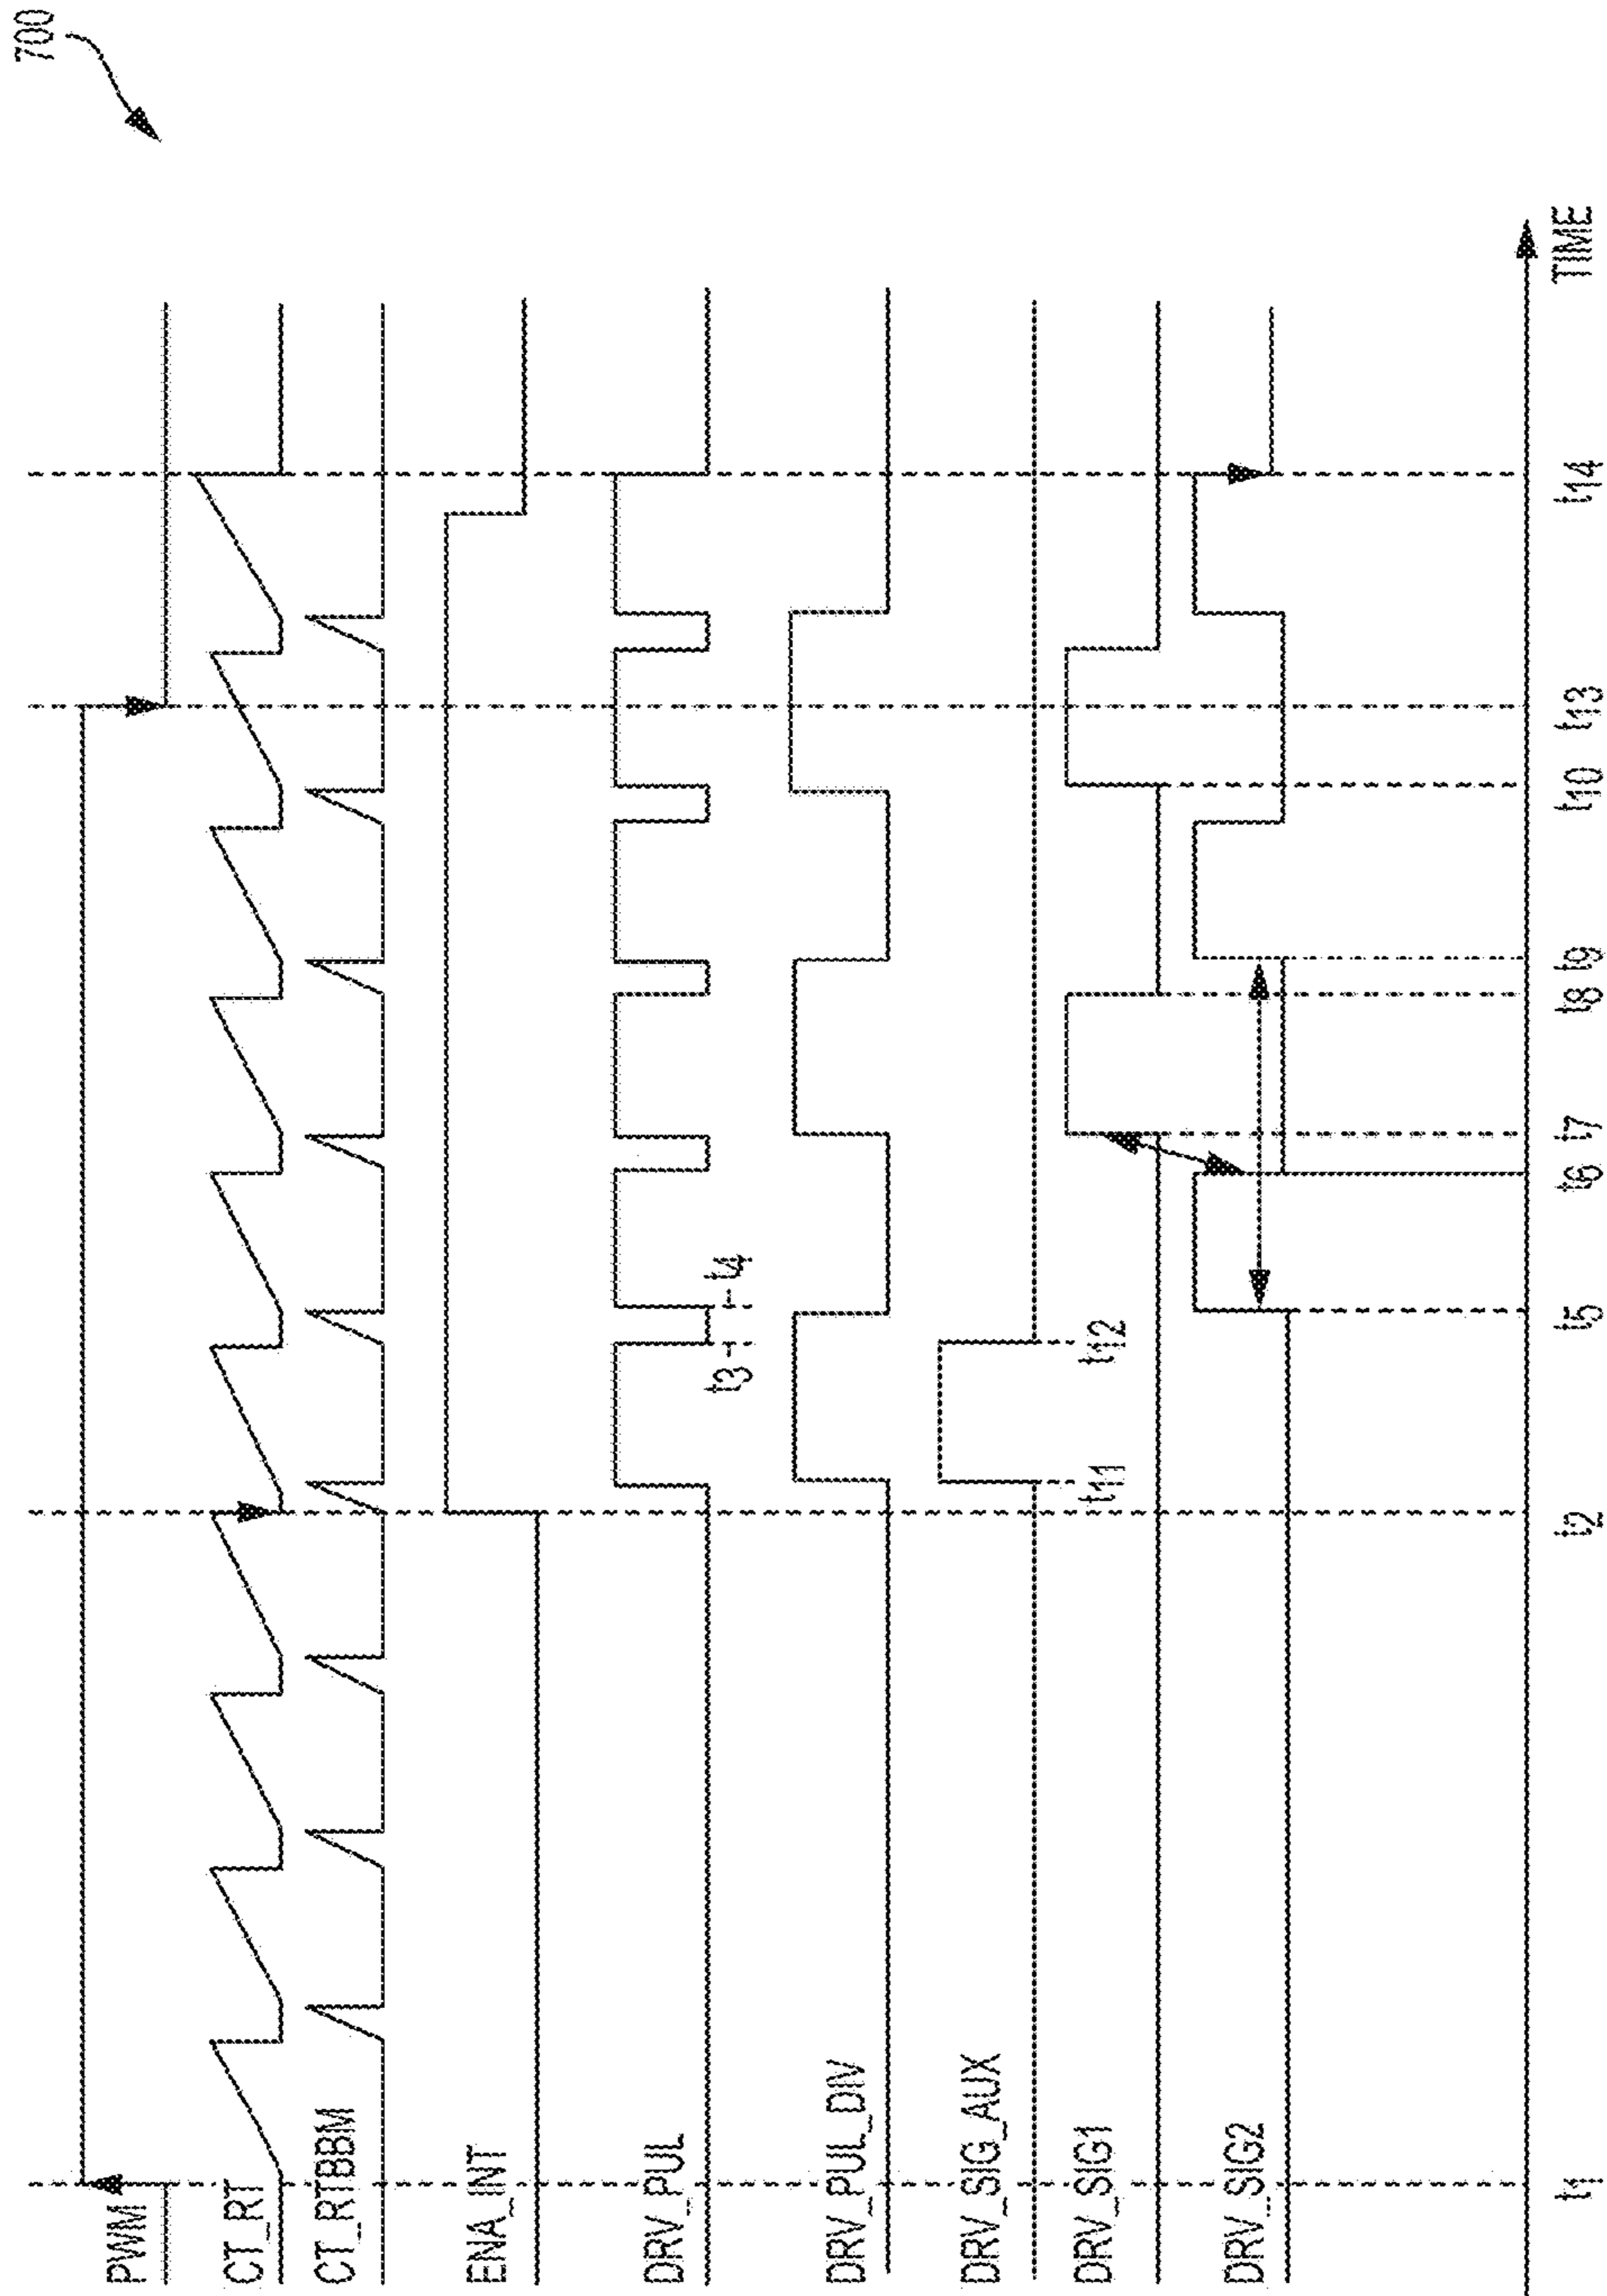 700
PWM
CT_RT
CT_RTBBM
ENA_INT
DRV_PUL
t3 t4
DRV_PUL_DIV
DRV_SIG_AUX
t11 t12
DRV_SIG1
DRV_SIG2
t1 t2 t5 t6 t7 t8 t9 t10 t13 t14
TIME